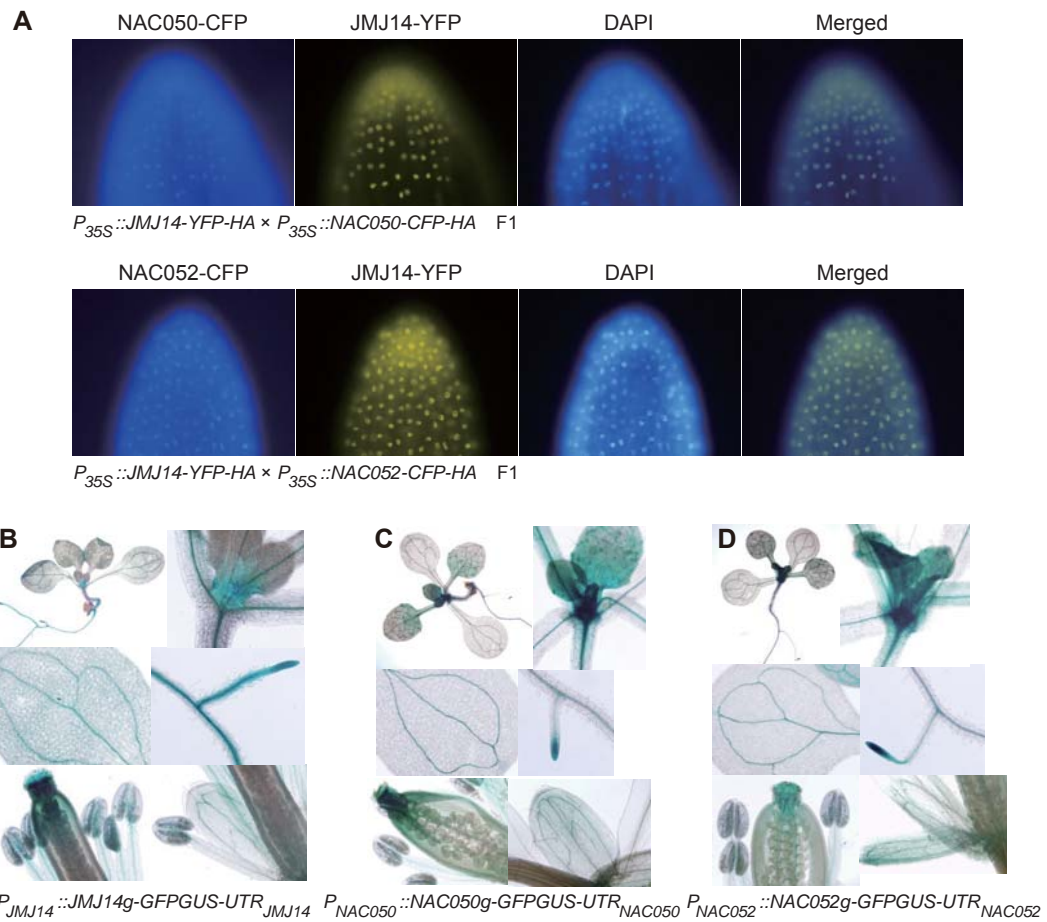 A
NAC050-CFP JMJ14-YFP DAPI Merged
P35S::JMJ14-YFP-HA × P35S::NAC050-CFP-HA F1
NAC052-CFP JMJ14-YFP DAPI Merged
P35S::JMJ14-YFP-HA × P35S::NAC052-CFP-HA F1
B C D
PJMJ14::JMJ14g-GFPGUS-UTRJMJ14 PNAC050::NAC050g-GFPGUS-UTRNAC050 PNAC052::NAC052g-GFPGUS-UTRNAC052